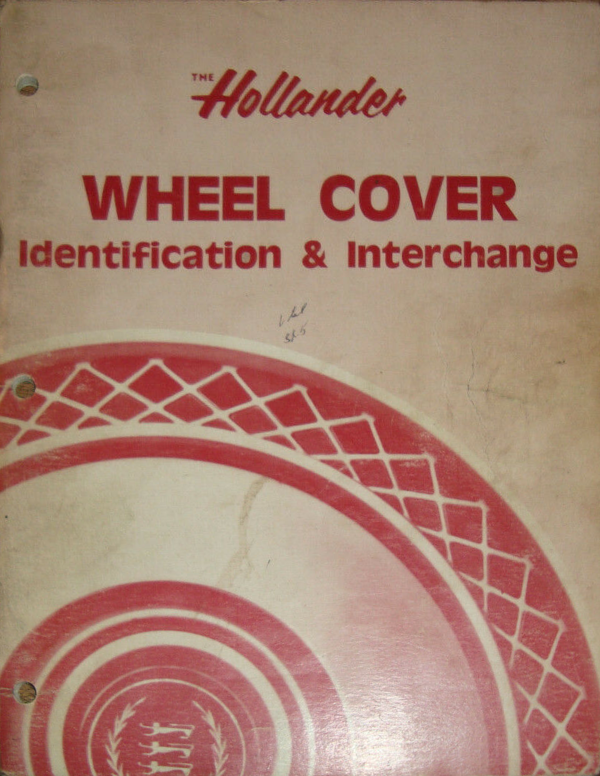 THE
Hollander
WHEEL COVER
Identification & Interchange